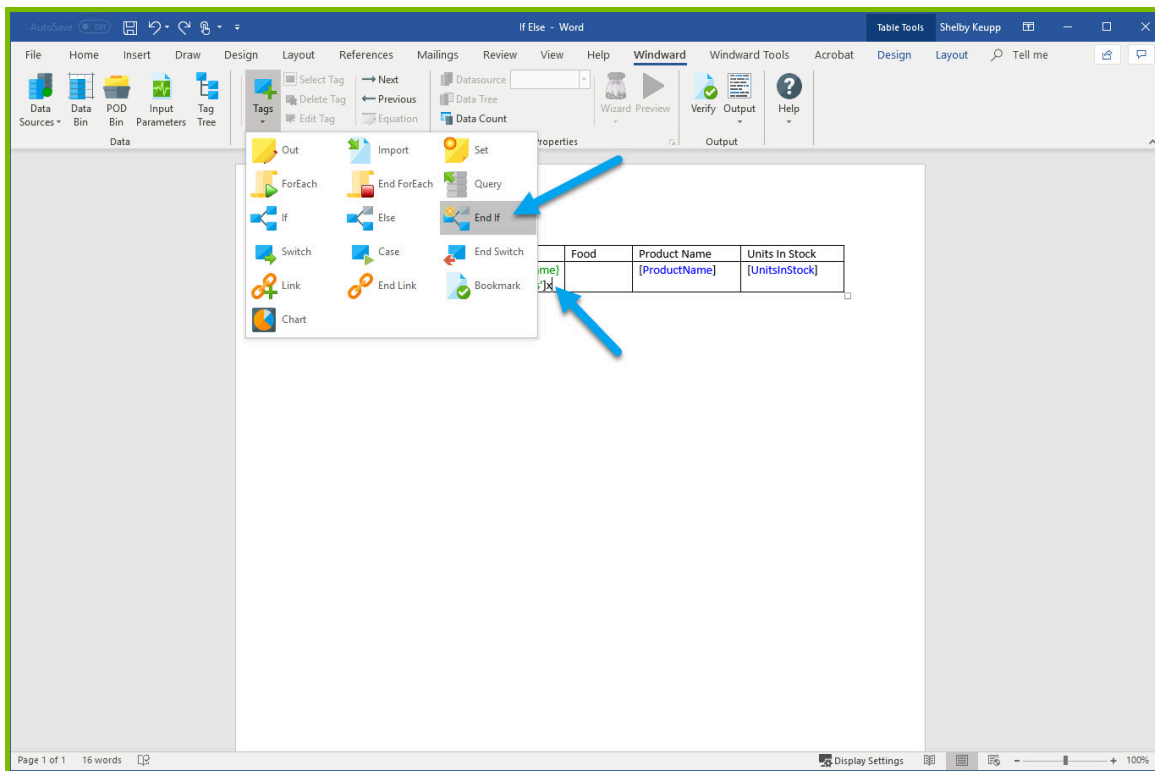 AutoSave Off If Else - Word Table Tools Shelby Keupp
File Home Insert Draw Design Layout References Mailings Review View Help Windward Windward Tools Acrobat Design Layout Tell me
Select Tag Next Datasource
Delete Tag Previous Data Tree
Edit Tag Equation Data Count
Data Sources Data Bin POD Bin Input Parameters Tag Tree Tags Wizard Preview Verify Output Help
Data Properties Output
Out Import Set
ForEach End ForEach Query
If Else End If
Switch Case End Switch
Link End Link Bookmark
Chart
Food Product Name Units In Stock
me} [ProductName] [UnitsInStock]
']x
Page 1 of 1 16 words Display Settings 100%